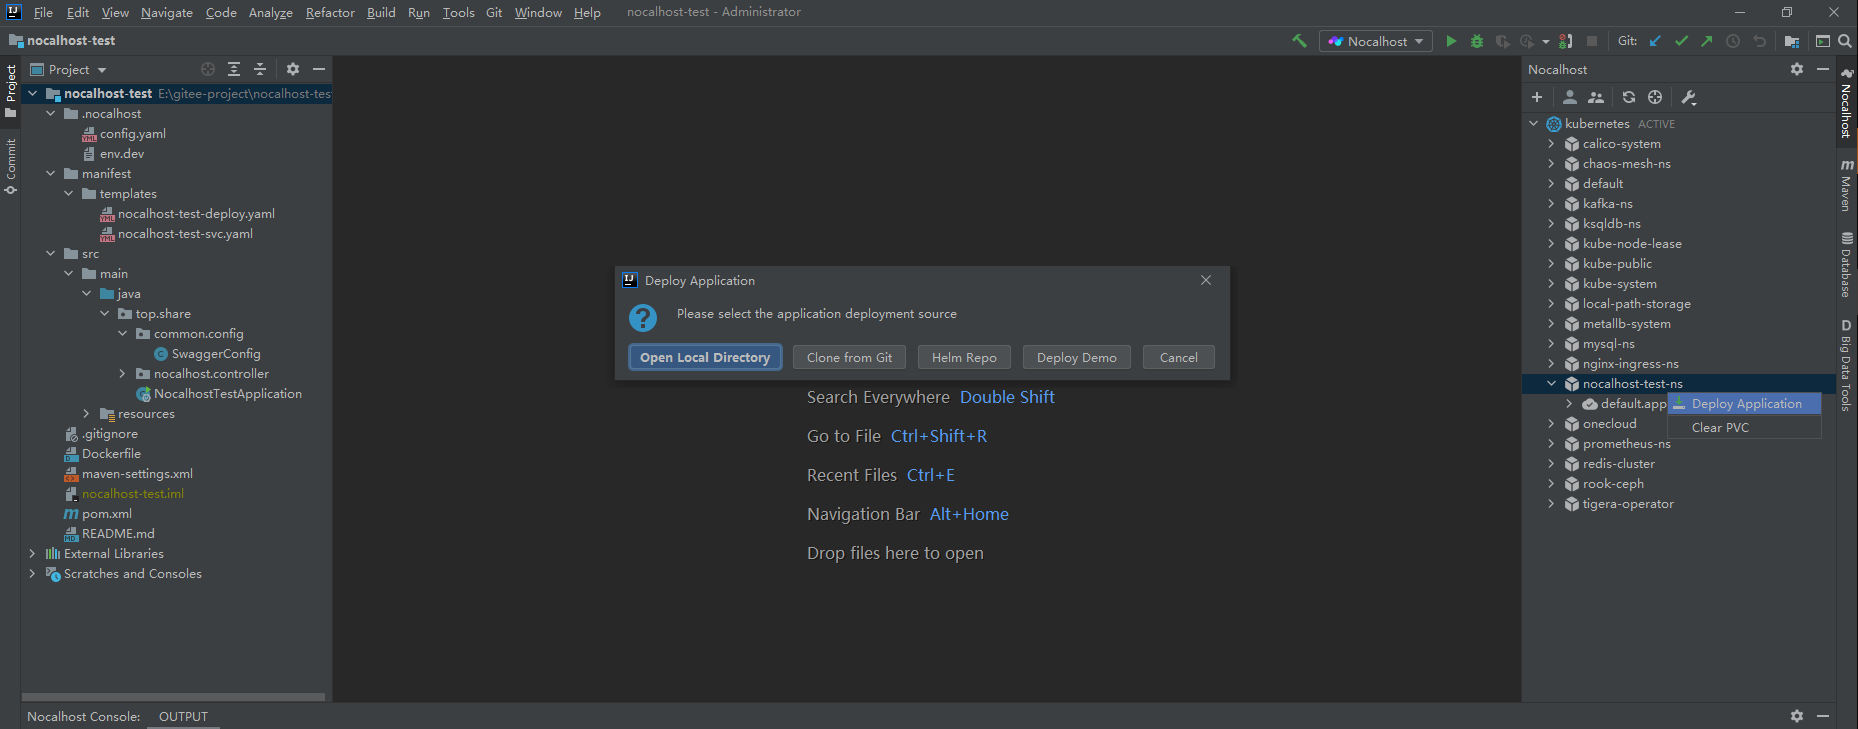 File Edit View Navigate Code Analyze Refactor Build Run Tools Git Window Help nocalhost-test - Administrator
nocalhost-test
Nocalhost
Git:
Project
Commit
Project
nocalhost-test E:\gitee-project\nocalhost-tes
.nocalhost
config.yaml
env.dev
manifest
templates
nocalhost-test-deploy.yaml
nocalhost-test-svc.yaml
src
main
java
top.share
common.config
SwaggerConfig
nocalhost.controller
NocalhostTestApplication
resources
.gitignore
Dockerfile
maven-settings.xml
nocalhost-test.iml
pom.xml
README.md
External Libraries
Scratches and Consoles
Deploy Application
Please select the application deployment source
Open Local Directory Clone from Git Helm Repo Deploy Demo Cancel
Search Everywhere Double Shift
Go to File Ctrl+Shift+R
Recent Files Ctrl+E
Navigation Bar Alt+Home
Drop files here to open
Nocalhost
kubernetes ACTIVE
calico-system
chaos-mesh-ns
default
kafka-ns
ksqldb-ns
kube-node-lease
kube-public
kube-system
local-path-storage
metallb-system
mysql-ns
nginx-ingress-ns
nocalhost-test-ns
default.app
Deploy Application
Clear PVC
onecloud
prometheus-ns
redis-cluster
rook-ceph
tigera-operator
Nocalhost
Maven
Database
Big Data Tools
Nocalhost Console: OUTPUT